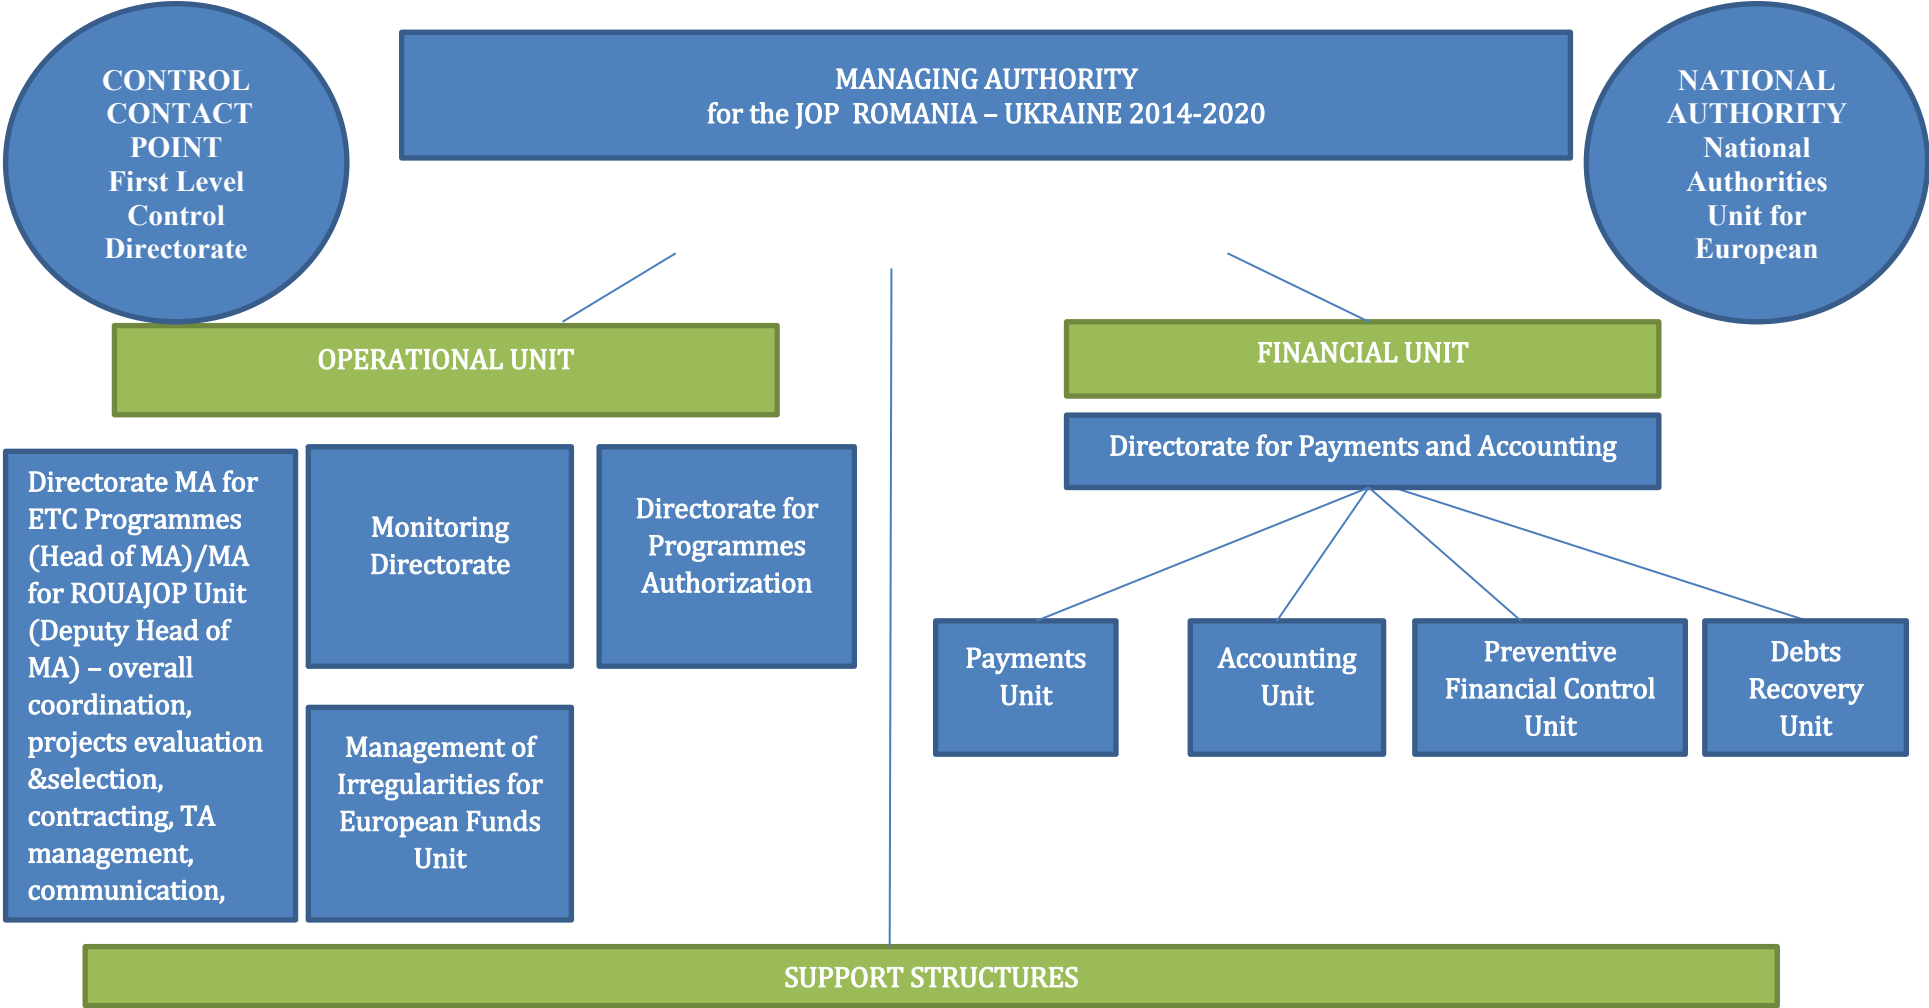 CONTROL
CONTACT
POINT
First Level
Control
Directorate
MANAGING AUTHORITY
for the JOP ROMANIA – UKRAINE 2014-2020
NATIONAL
AUTHORITY
National
Authorities
Unit for
European
OPERATIONAL UNIT
FINANCIAL UNIT
Directorate MA for
ETC Programmes
(Head of MA)/MA
for ROUAJOP Unit
(Deputy Head of
MA) – overall
coordination,
projects evaluation
&selection,
contracting, TA
management,
communication,
Monitoring
Directorate
Directorate for
Programmes
Authorization
Management of
Irregularities for
European Funds
Unit
Directorate for Payments and Accounting
Payments
Unit
Accounting
Unit
Preventive
Financial Control
Unit
Debts
Recovery
Unit
SUPPORT STRUCTURES